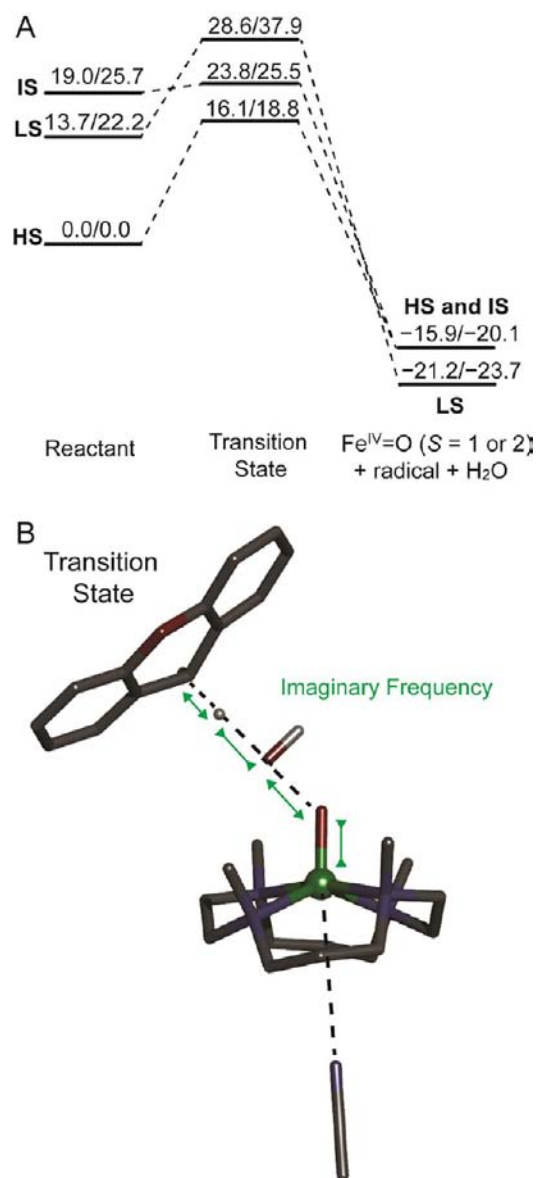 A
28.6/37.9
19.0/25.7
23.8/25.5
IS
13.7/22.2
LS
16.1/18.8
0.0/0.0
HS
HS and IS
−15.9/−20.1
−21.2/−23.7
LS
Reactant
Transition
State
Fe^IV=O (S = 1 or 2)
+ radical + H₂O
B
Transition
State
Imaginary Frequency